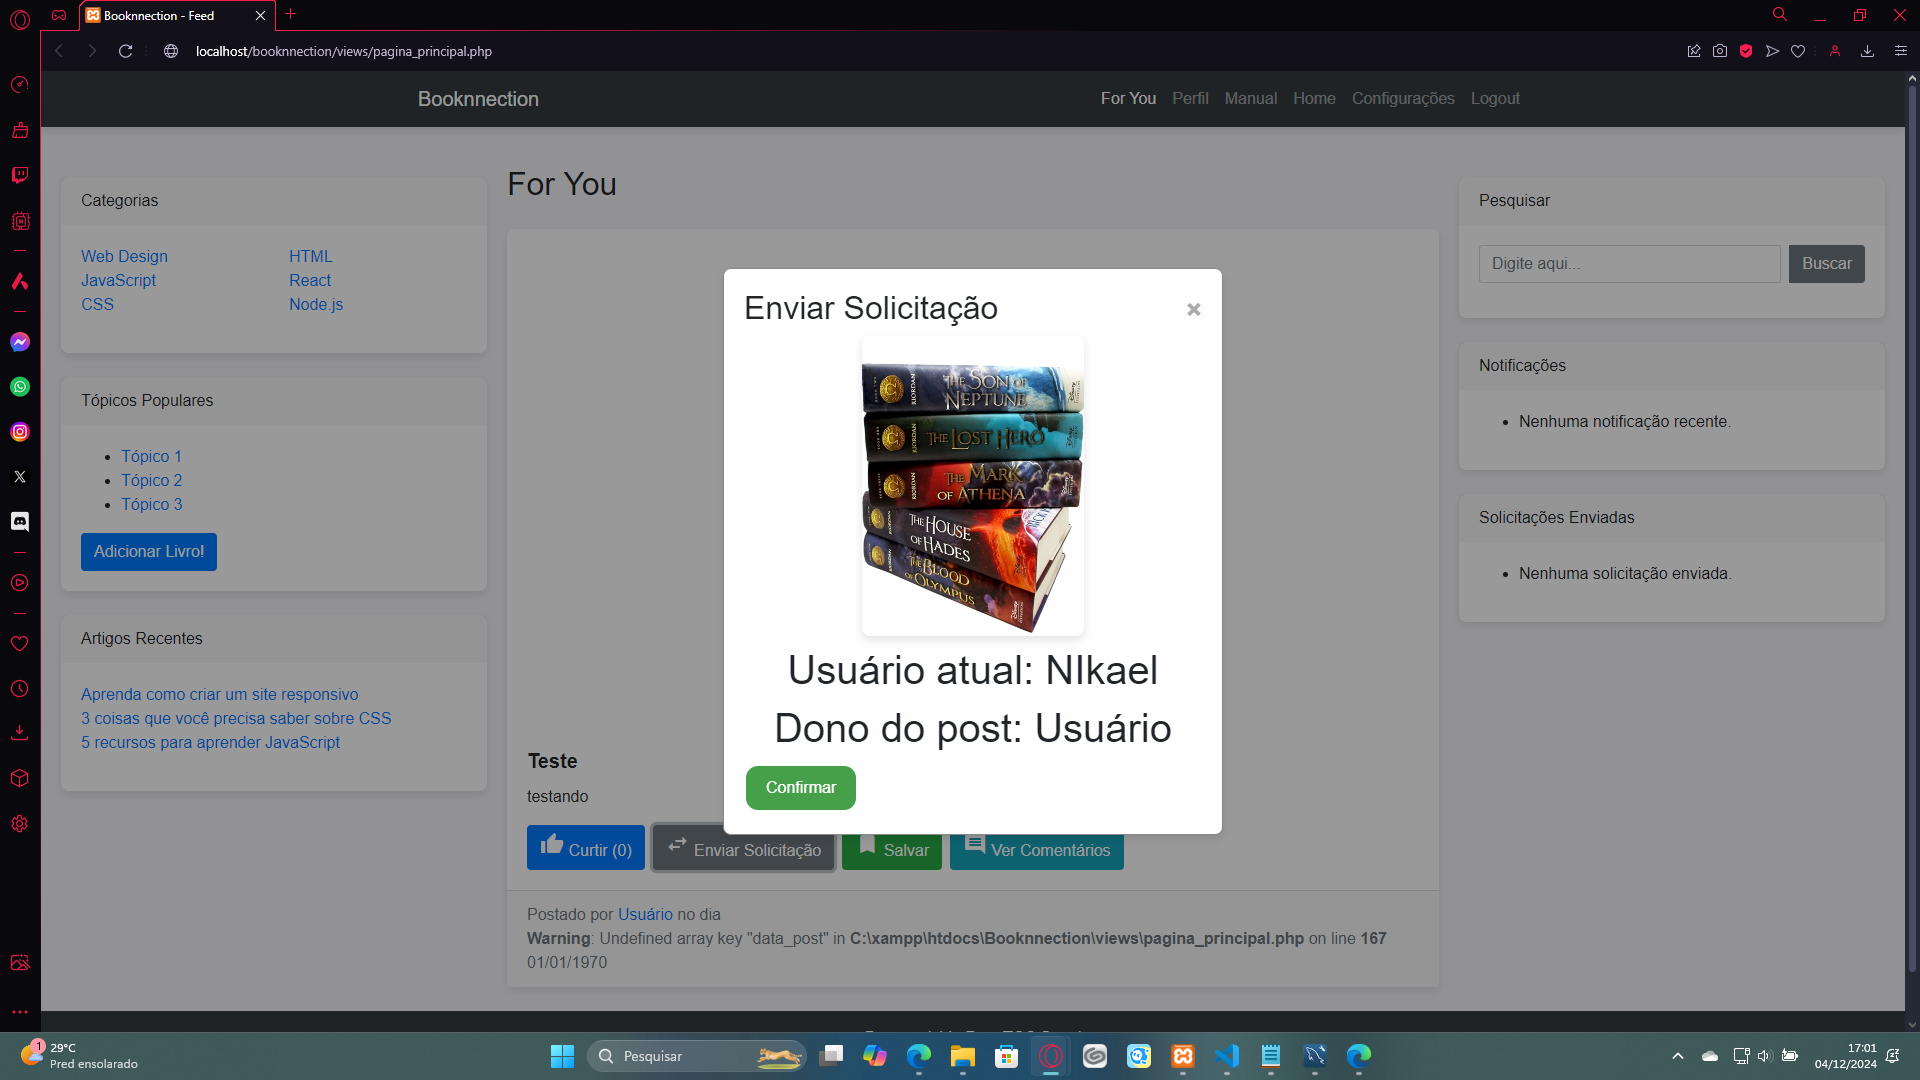 Booknnection - Feed
localhost/booknnection/views/pagina_principal.php
Booknnection
For You Perfil Manual Home Configurações Logout
Categorias
Web Design HTML
JavaScript React
CSS Node.js
Tópicos Populares
Tópico 1
Tópico 2
Tópico 3
Adicionar Livro!
Artigos Recentes
Aprenda como criar um site responsivo
3 coisas que você precisa saber sobre CSS
5 recursos para aprender JavaScript
For You
Enviar Solicitação
×
RIORDAN
THE SON OF
NEPTUNE
RIORDAN
THE LOST HERO
RIORDAN
THE MARK
OF ATHENA
THE HOUSE
OF HADES
THE BLOOD
OF OLYMPUS
Usuário atual: NIkael
Dono do post: Usuário
Confirmar
Teste
testando
Curtir (0) Enviar Solicitação Salvar Ver Comentários
Postado por Usuário no dia
Warning: Undefined array key "data_post" in C:\xampp\htdocs\Booknnection\views\pagina_principal.php on line 167
01/01/1970
Pesquisar
Digite aqui... Buscar
Notificações
Nenhuma notificação recente.
Solicitações Enviadas
Nenhuma solicitação enviada.
1
29°C
Pred ensolarado
Pesquisar
17:01
04/12/2024